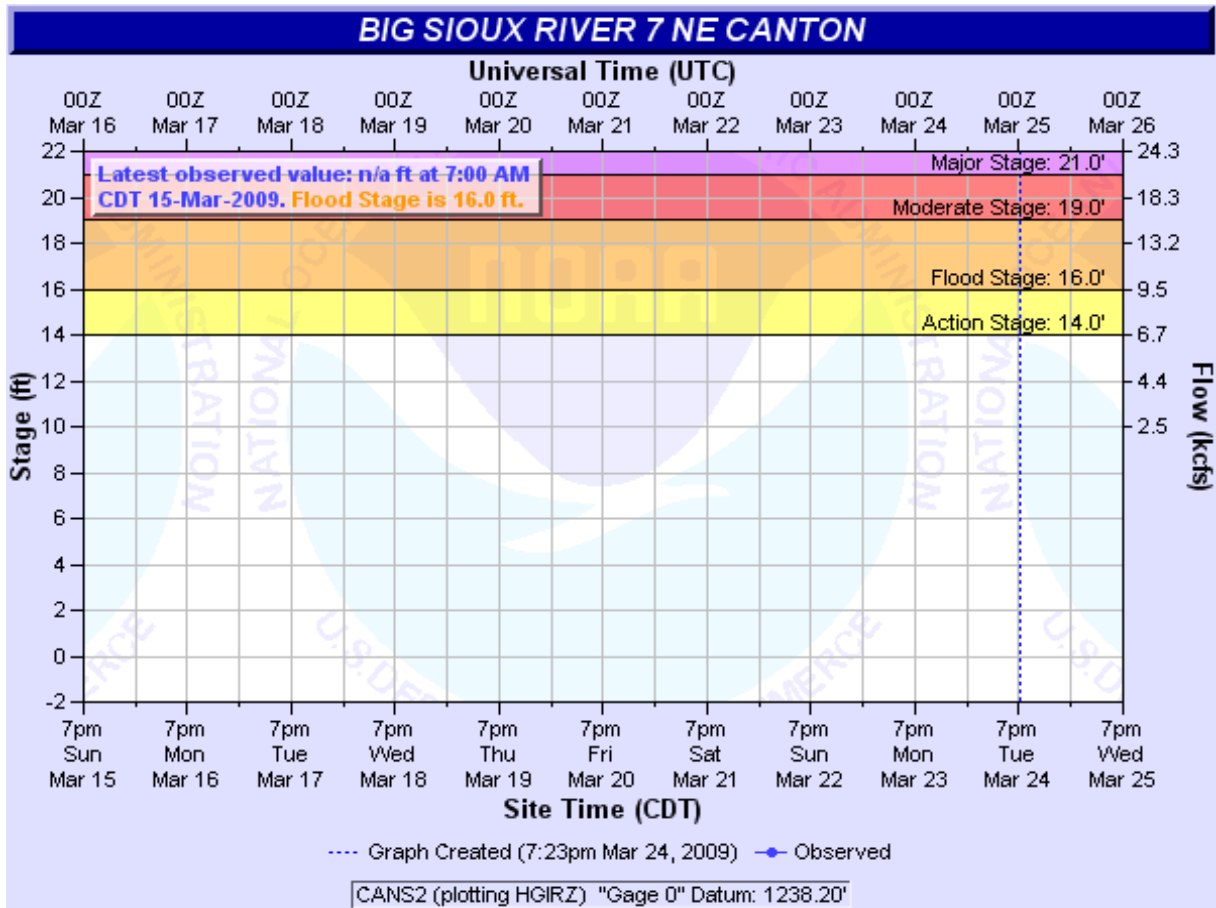 BIG SIOUX RIVER 7 NE CANTON
Universal Time (UTC)
00Z 00Z 00Z 00Z 00Z 00Z 00Z 00Z 00Z 00Z 00Z
Mar 16 Mar 17 Mar 18 Mar 19 Mar 20 Mar 21 Mar 22 Mar 23 Mar 24 Mar 25 Mar 26
Latest observed value: n/a ft at 7:00 AM
CDT 15-Mar-2009. Flood Stage is 16.0 ft.
Major Stage: 21.0'
Moderate Stage: 19.0'
Flood Stage: 16.0'
Action Stage: 14.0'
Stage (ft)
22
20
18
16
14
12
10
8
6
4
2
0
-2
24.3
18.3
13.2
9.5
6.7
4.4
2.5
Flow (kcfs)
NOAA
7pm 7pm 7pm 7pm 7pm 7pm 7pm 7pm 7pm 7pm 7pm
Sun Mon Tue Wed Thu Fri Sat Sun Mon Tue Wed
Mar 15 Mar 16 Mar 17 Mar 18 Mar 19 Mar 20 Mar 21 Mar 22 Mar 23 Mar 24 Mar 25
Site Time (CDT)
Graph Created (7:23pm Mar 24, 2009) Observed
CANS2 (plotting HGIRZ) "Gage 0" Datum: 1238.20'